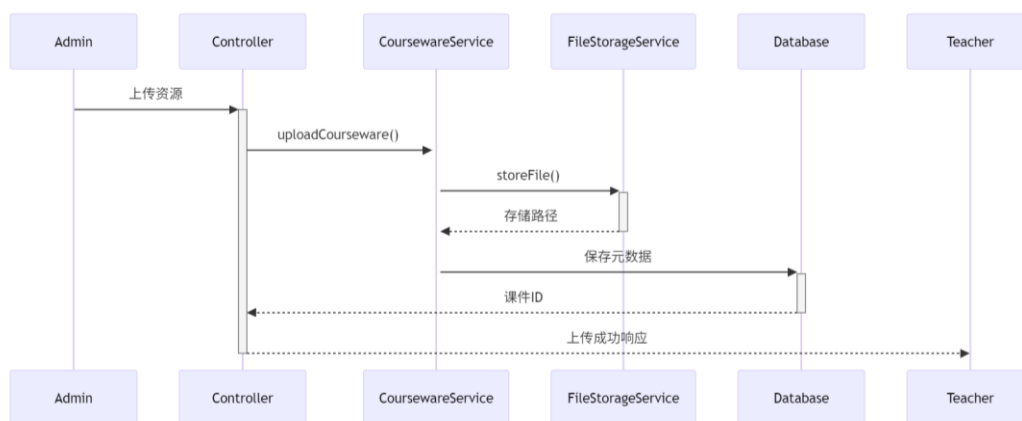 Admin
Controller
CoursewareService
FileStorageService
Database
Teacher
上传资源
uploadCourseware()
storeFile()
存储路径
保存元数据
课件ID
上传成功响应
Admin
Controller
CoursewareService
FileStorageService
Database
Teacher